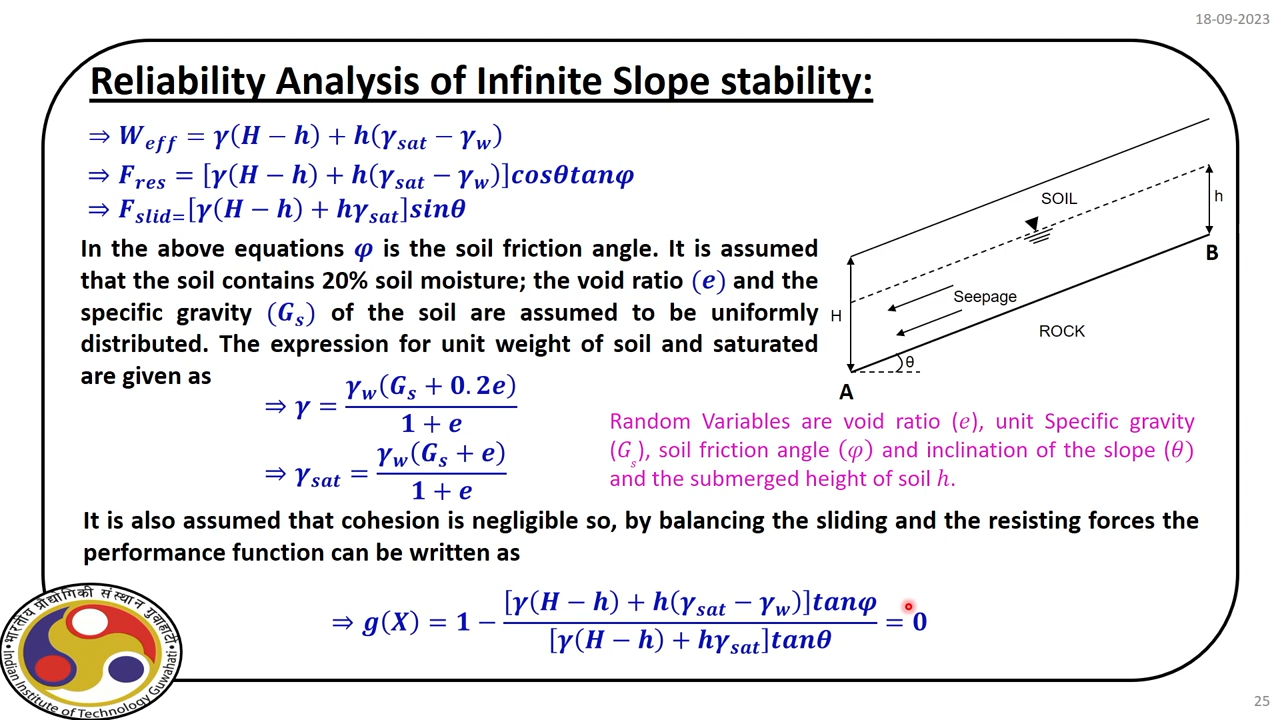 18-09-2023
Reliability Analysis of Infinite Slope stability:
⇒ W_eff = γ(H − h) + h(γ_sat − γ_w)
⇒ F_res = [γ(H − h) + h(γ_sat − γ_w)]cosθtanφ
⇒ F_slid=[γ(H − h) + hγ_sat]sinθ
In the above equations φ is the soil friction angle. It is assumed
that the soil contains 20% soil moisture; the void ratio (e) and the
specific gravity (G_s) of the soil are assumed to be uniformly
distributed. The expression for unit weight of soil and saturated
are given as
⇒ γ = γ_w(G_s + 0.2e) / 1 + e
⇒ γ_sat = γ_w(G_s + e) / 1 + e
SOIL
h
B
Seepage
H
ROCK
θ
A
Random Variables are void ratio (e), unit Specific gravity
(G_s), soil friction angle (φ) and inclination of the slope (θ)
and the submerged height of soil h.
It is also assumed that cohesion is negligible so, by balancing the sliding and the resisting forces the
performance function can be written as
⇒ g(X) = 1 − [γ(H − h) + h(γ_sat − γ_w)]tanφ / [γ(H − h) + hγ_sat]tanθ = 0
भारतीय प्रौद्योगिकी संस्थान गुवाहाटी
Indian Institute of Technology Guwahati
25